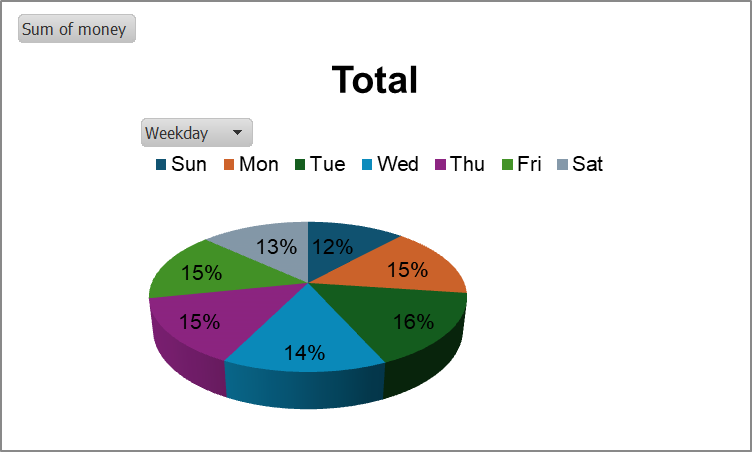 Sum of money
Total
Weekday
Sun Mon Tue Wed Thu Fri Sat
13% 12%
15% 15%
15% 16%
14%